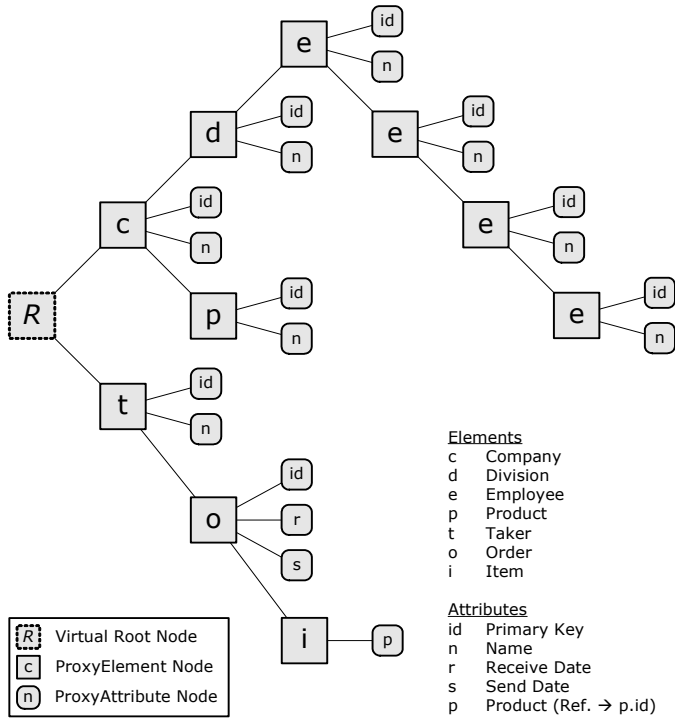 e
id
n
d
id
n
e
id
n
c
id
n
e
id
n
R
p
id
n
e
id
n
t
id
n
o
id
r
s
i
p
Elements
c Company
d Division
e Employee
p Product
t Taker
o Order
i Item
Attributes
id Primary Key
n Name
r Receive Date
s Send Date
p Product (Ref. → p.id)
R Virtual Root Node
c ProxyElement Node
n ProxyAttribute Node